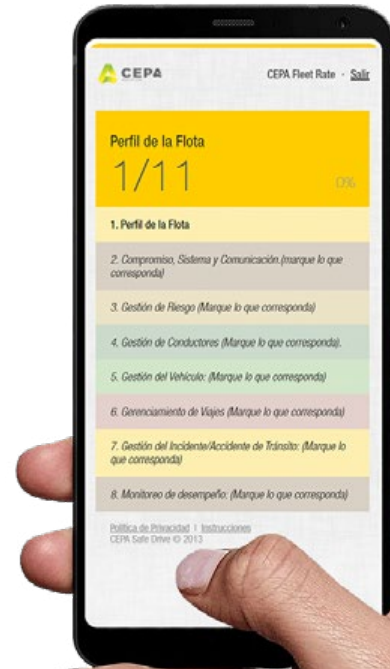 CEPA
CEPA Fleet Rate - Salir
Perfil de la Flota
1/11
0%
1. Perfil de la Flota
2. Compromiso, Sistema y Comunicación.(marque lo que
corresponda)
3. Gestión de Riesgo (Marque lo que corresponda)
4. Gestión de Conductores (Marque lo que corresponda).
5. Gestión del Vehículo: (Marque lo que corresponda)
6. Gerenciamiento de Viajes (Marque lo que corresponda)
7. Gestión del Incidente/Accidente de Tránsito: (Marque lo
que corresponda)
8. Monitoreo de desempeño: (Marque lo que corresponda)
Política de Privacidad | Instrucciones
CEPA Safe Drive © 2013